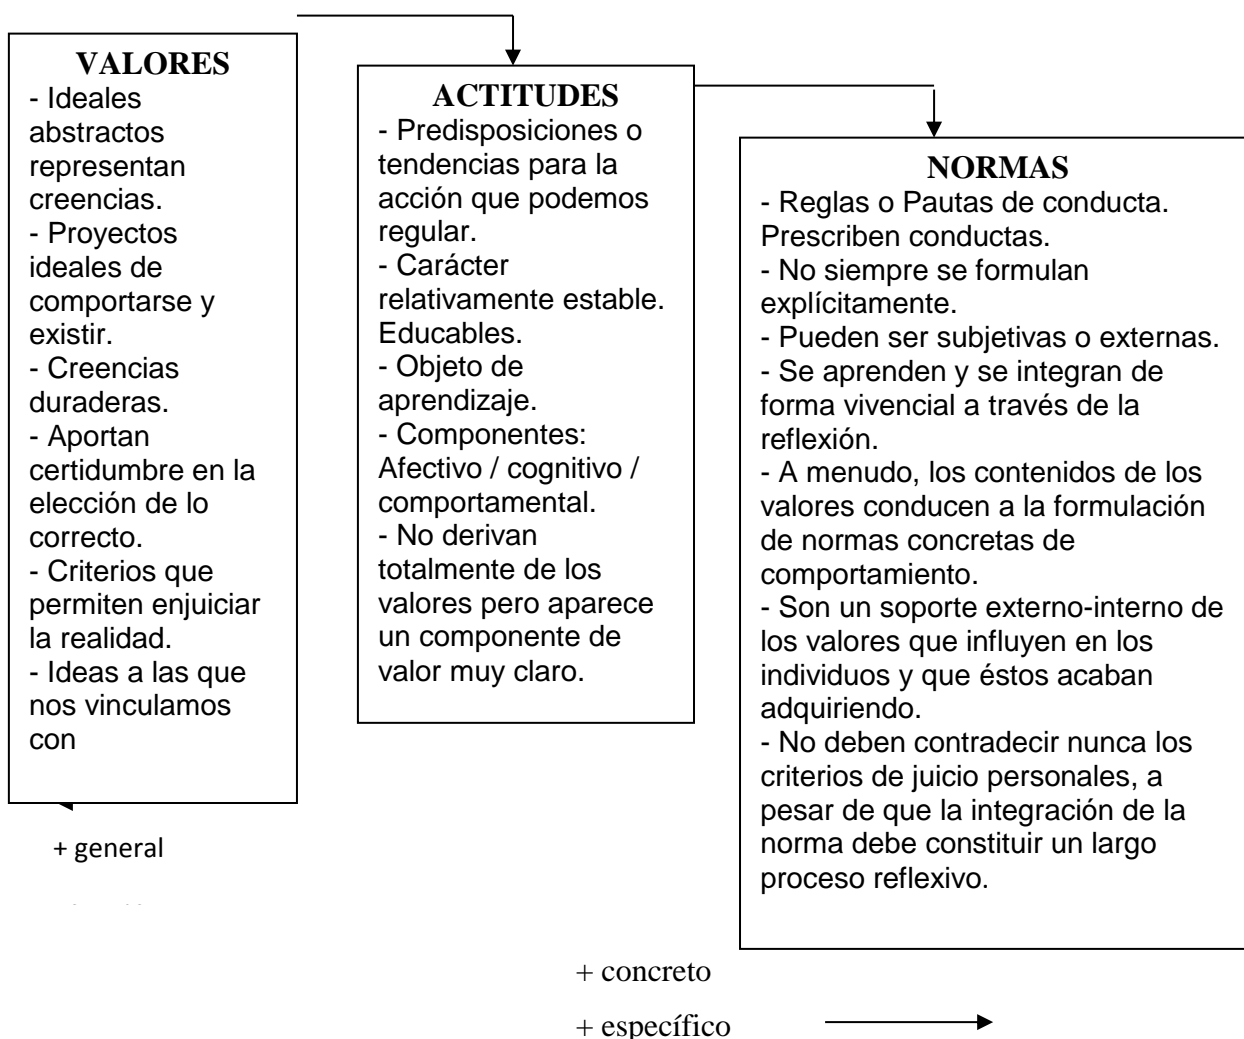 VALORES
- Ideales
abstractos
representan
creencias.
- Proyectos
ideales de
comportarse y
existir.
- Creencias
duraderas.
- Aportan
certidumbre en la
elección de lo
correcto.
- Criterios que
permiten enjuiciar
la realidad.
- Ideas a las que
nos vinculamos
con
ACTITUDES
- Predisposiciones o
tendencias para la
acción que podemos
regular.
- Carácter
relativamente estable.
Educables.
- Objeto de
aprendizaje.
- Componentes:
Afectivo / cognitivo /
comportamental.
- No derivan
totalmente de los
valores pero aparece
un componente de
valor muy claro.
NORMAS
- Reglas o Pautas de conducta.
Prescriben conductas.
- No siempre se formulan
explícitamente.
- Pueden ser subjetivas o externas.
- Se aprenden y se integran de
forma vivencial a través de la
reflexión.
- A menudo, los contenidos de los
valores conducen a la formulación
de normas concretas de
comportamiento.
- Son un soporte externo-interno de
los valores que influyen en los
individuos y que éstos acaban
adquiriendo.
- No deben contradecir nunca los
criterios de juicio personales, a
pesar de que la integración de la
norma debe constituir un largo
proceso reflexivo.
+ general
+ concreto
+ específico